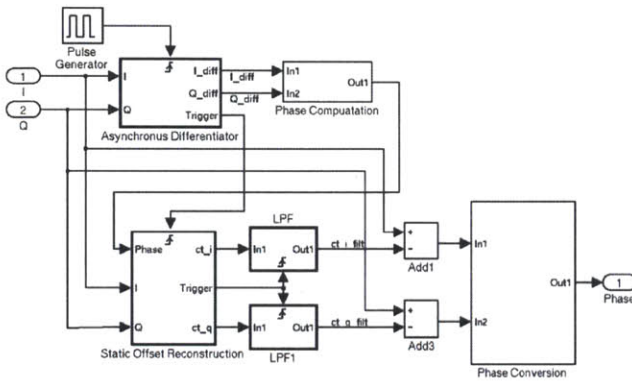 Pulse
Generator
1
I
2
Q
I
Q
I_diff
Q_diff
Trigger
Asynchronus Differentiator
I_diff
Q_diff
In1
In2
Out1
Phase Compuatation
Phase
I
Q
ct_i
Trigger
ct_q
Static Offset Reconstruction
LPF
In1
Out1
ct_i_filt
In1
Out1
LPF1
ct_q_filt
+
-
Add1
+
-
Add3
In1
In2
Out1
Phase Conversion
1
Phase